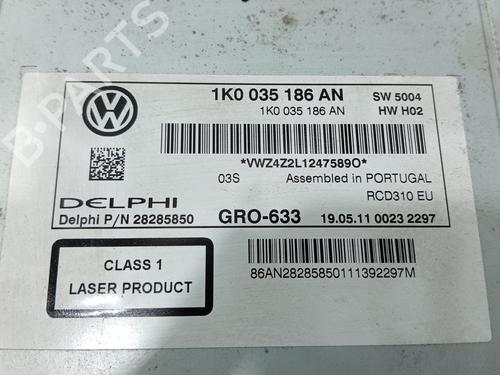 1K0 035 186 AN SW 5004
1K0 035 186 AN HW H02
*VWZ4Z2L1247589O*
03S Assembled in PORTUGAL
RCD310 EU
DELPHI
Delphi P/N 28285850 GRO-633 19.05.11 0023 2297
CLASS 1
LASER PRODUCT
86AN28285850111392297M
B-PARTS